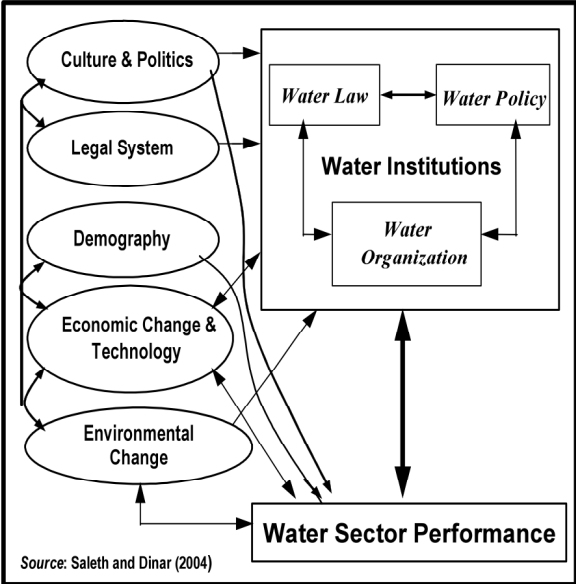 Culture & Politics
Legal System
Demography
Economic Change &
Technology
Environmental
Change
Water Law
Water Policy
Water Institutions
Water
Organization
Water Sector Performance
Source: Saleth and Dinar (2004)